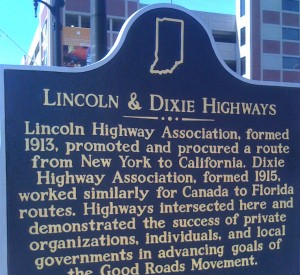 LINCOLN & DIXIE HIGHWAYS
Lincoln Highway Association, formed
1913, promoted and procured a route
from New York to California. Dixie
Highway Association, formed 1915,
worked similarly for Canada to Florida
routes. Highways intersected here and
demonstrated the success of private
organizations, individuals, and local
governments in advancing goals of
the Good Roads Movement.